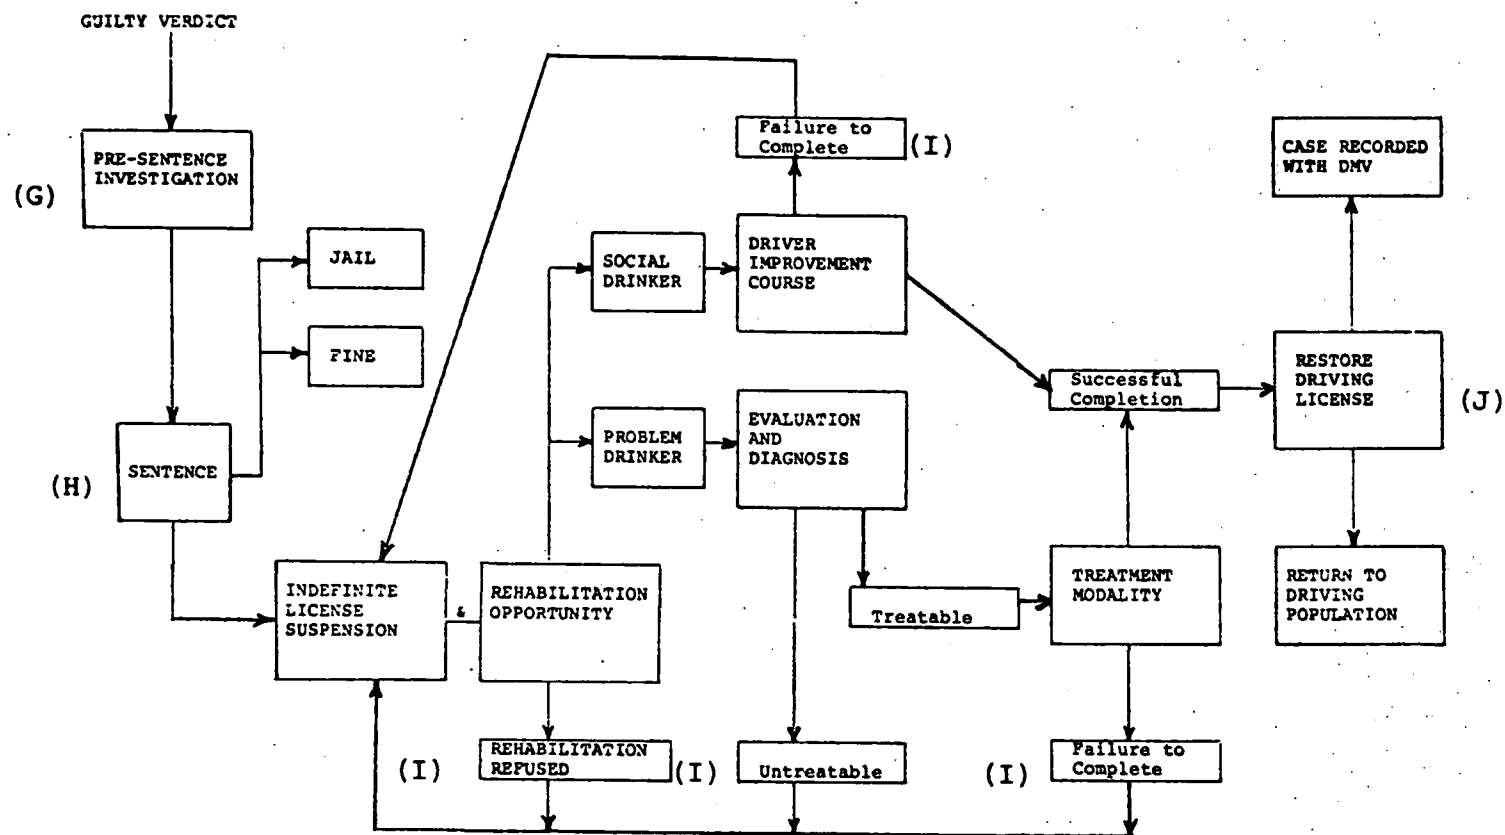 GUILTY VERDICT
PRE-SENTENCE
INVESTIGATION
(G)
JAIL
FINE
SENTENCE
(H)
INDEFINITE
LICENSE
SUSPENSION
&
REHABILITATION
OPPORTUNITY
REHABILITATION
REFUSED
(I)
SOCIAL
DRINKER
PROBLEM
DRINKER
Failure to
Complete
(I)
DRIVER
IMPROVEMENT
COURSE
EVALUATION
AND
DIAGNOSIS
Untreatable
(I)
Treatable
TREATMENT
MODALITY
Failure to
Complete
(I)
Successful
Completion
CASE RECORDED
WITH DMV
RESTORE
DRIVING
LICENSE
(J)
RETURN TO
DRIVING
POPULATION